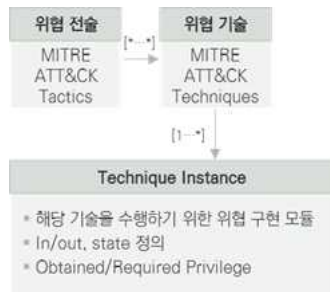 위협 전술
MITRE
ATT&CK
Tactics
[*...*]
위협 기술
MITRE
ATT&CK
Techniques
[1...*]
Technique Instance
▪ 해당 기술을 수행하기 위한 위협 구현 모듈
▪ In/out, state 정의
▪ Obtained/Required Privilege